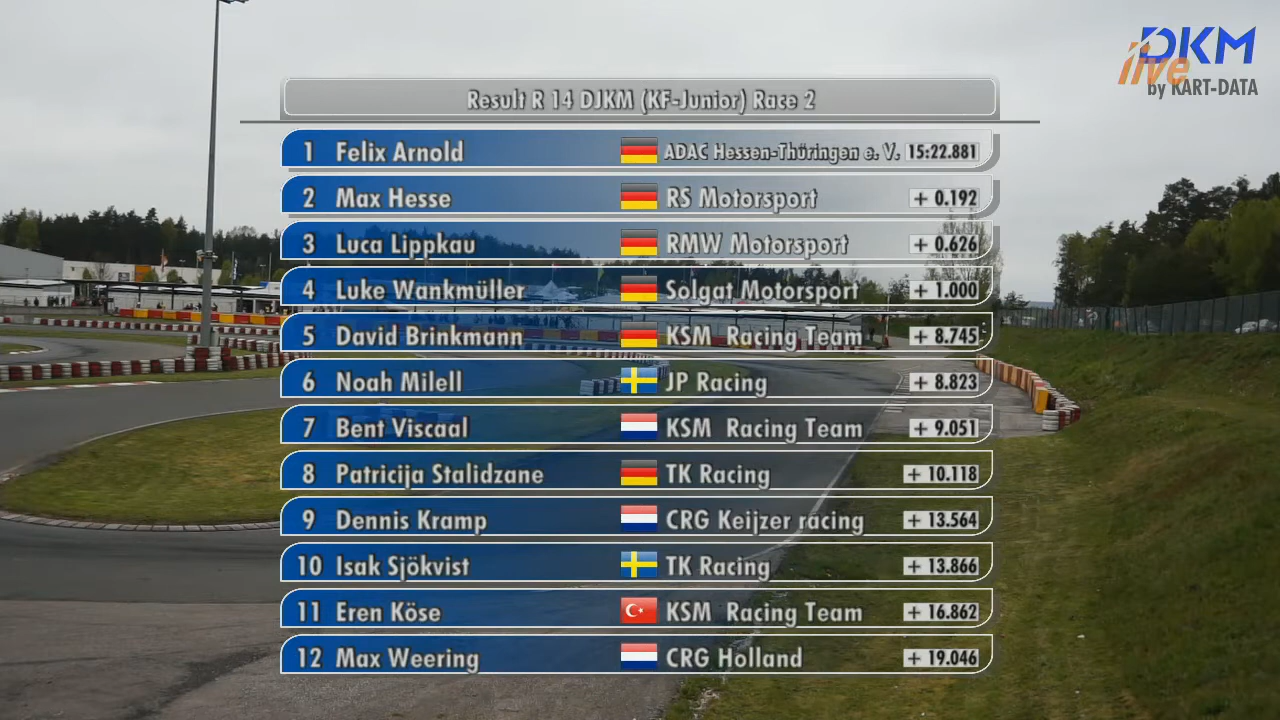 DKM
live
by KART-DATA
Result R 14 DJKM (KF-Junior) Race 2
1 Felix Arnold ADAC Hessen-Thüringen e. V. 15:22.881
2 Max Hesse RS Motorsport + 0.192
3 Luca Lippkau RMW Motorsport + 0.626
4 Luke Wankmüller Solgat Motorsport + 1.000
5 David Brinkmann KSM Racing Team + 8.745
6 Noah Milell JP Racing + 8.823
7 Bent Viscaal KSM Racing Team + 9.051
8 Patricija Stalidzane TK Racing + 10.118
9 Dennis Kramp CRG Keijzer racing + 13.564
10 Isak Sjökvist TK Racing + 13.866
11 Eren Köse KSM Racing Team + 16.862
12 Max Weering CRG Holland + 19.046